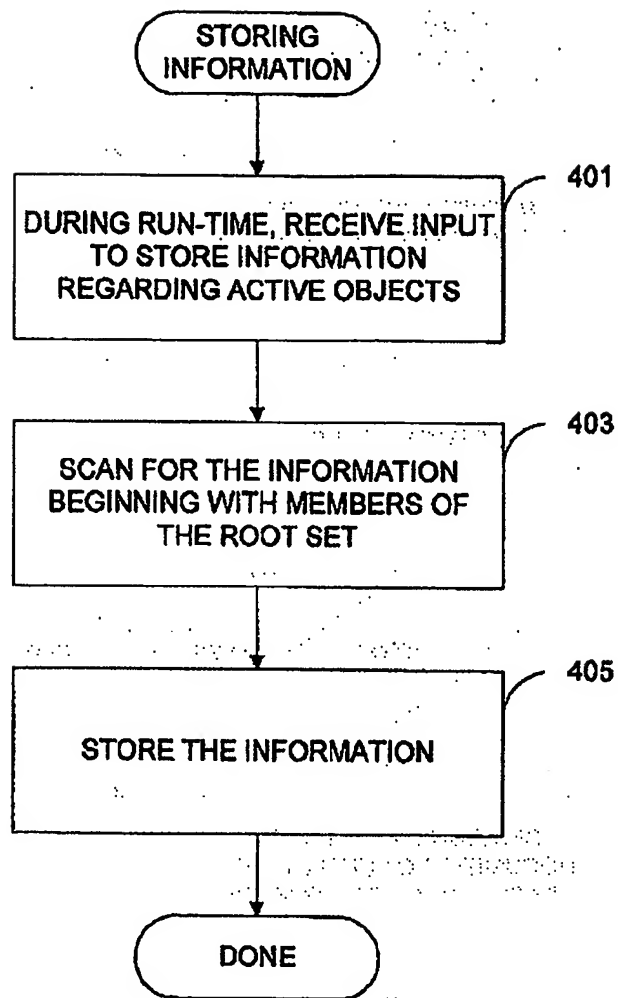 STORING
INFORMATION
401
DURING RUN-TIME, RECEIVE INPUT
TO STORE INFORMATION
REGARDING ACTIVE OBJECTS
403
SCAN FOR THE INFORMATION
BEGINNING WITH MEMBERS OF
THE ROOT SET
405
STORE THE INFORMATION
DONE